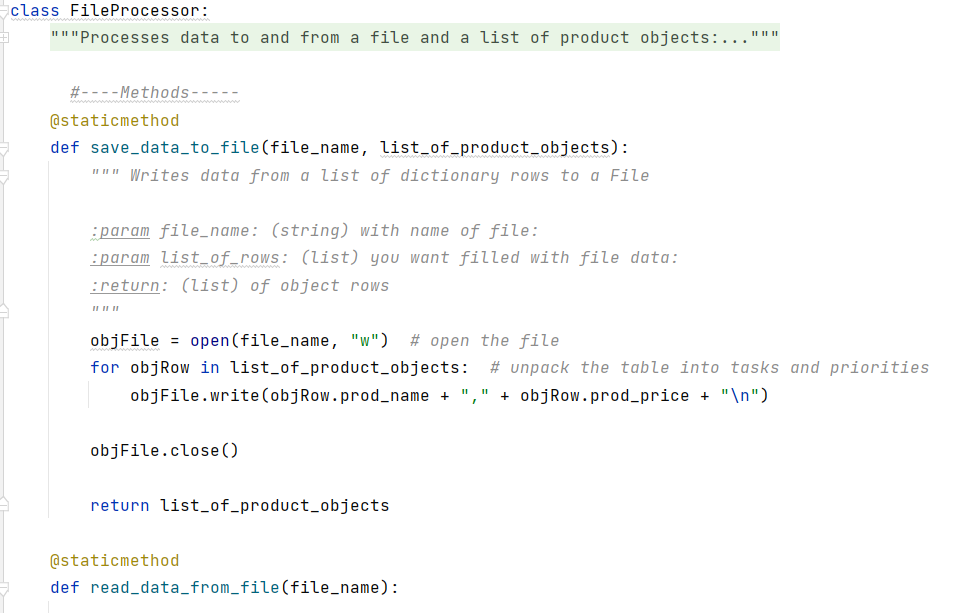 class FileProcessor:
    """Processes data to and from a file and a list of product objects:..."""
      #----Methods-----
    @staticmethod
    def save_data_to_file(file_name, list_of_product_objects):
        """ Writes data from a list of dictionary rows to a File
        :param file_name: (string) with name of file:
        :param list_of_rows: (list) you want filled with file data:
        :return: (list) of object rows
        """
        objFile = open(file_name, "w")  # open the file
        for objRow in list_of_product_objects:  # unpack the table into tasks and priorities
            objFile.write(objRow.prod_name + "," + objRow.prod_price + "\n")
        objFile.close()
        return list_of_product_objects
    @staticmethod
    def read_data_from_file(file_name):